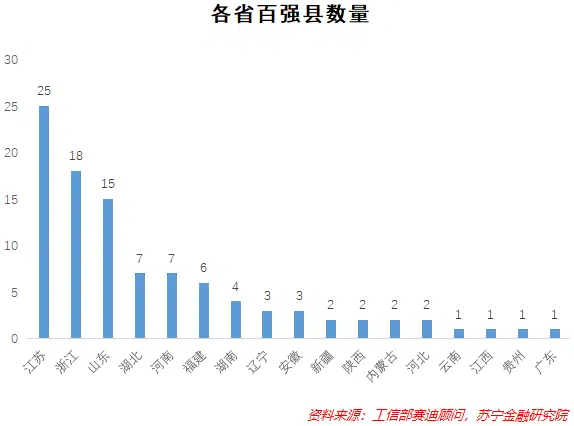 各省百强县数量
30
25
20
15
10
5
0
25
18
15
7
7
6
4
3
3
2
2
2
2
1
1
1
1
江苏
浙江
山东
湖北
河南
福建
湖南
辽宁
安徽
新疆
陕西
内蒙古
河北
云南
江西
贵州
广东
资料来源：工信部赛迪顾问，苏宁金融研究院